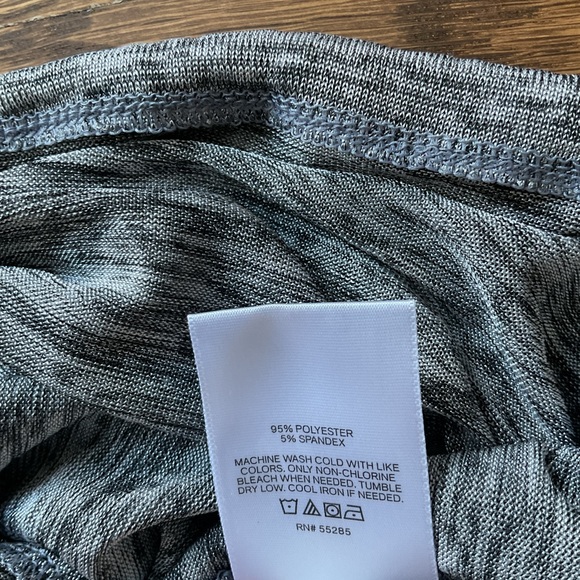 95% POLYESTER
5% SPANDEX
MACHINE WASH COLD WITH LIKE
COLORS. ONLY NON-CHLORINE
BLEACH WHEN NEEDED. TUMBLE
DRY LOW. COOL IRON IF NEEDED.
RN# 55285